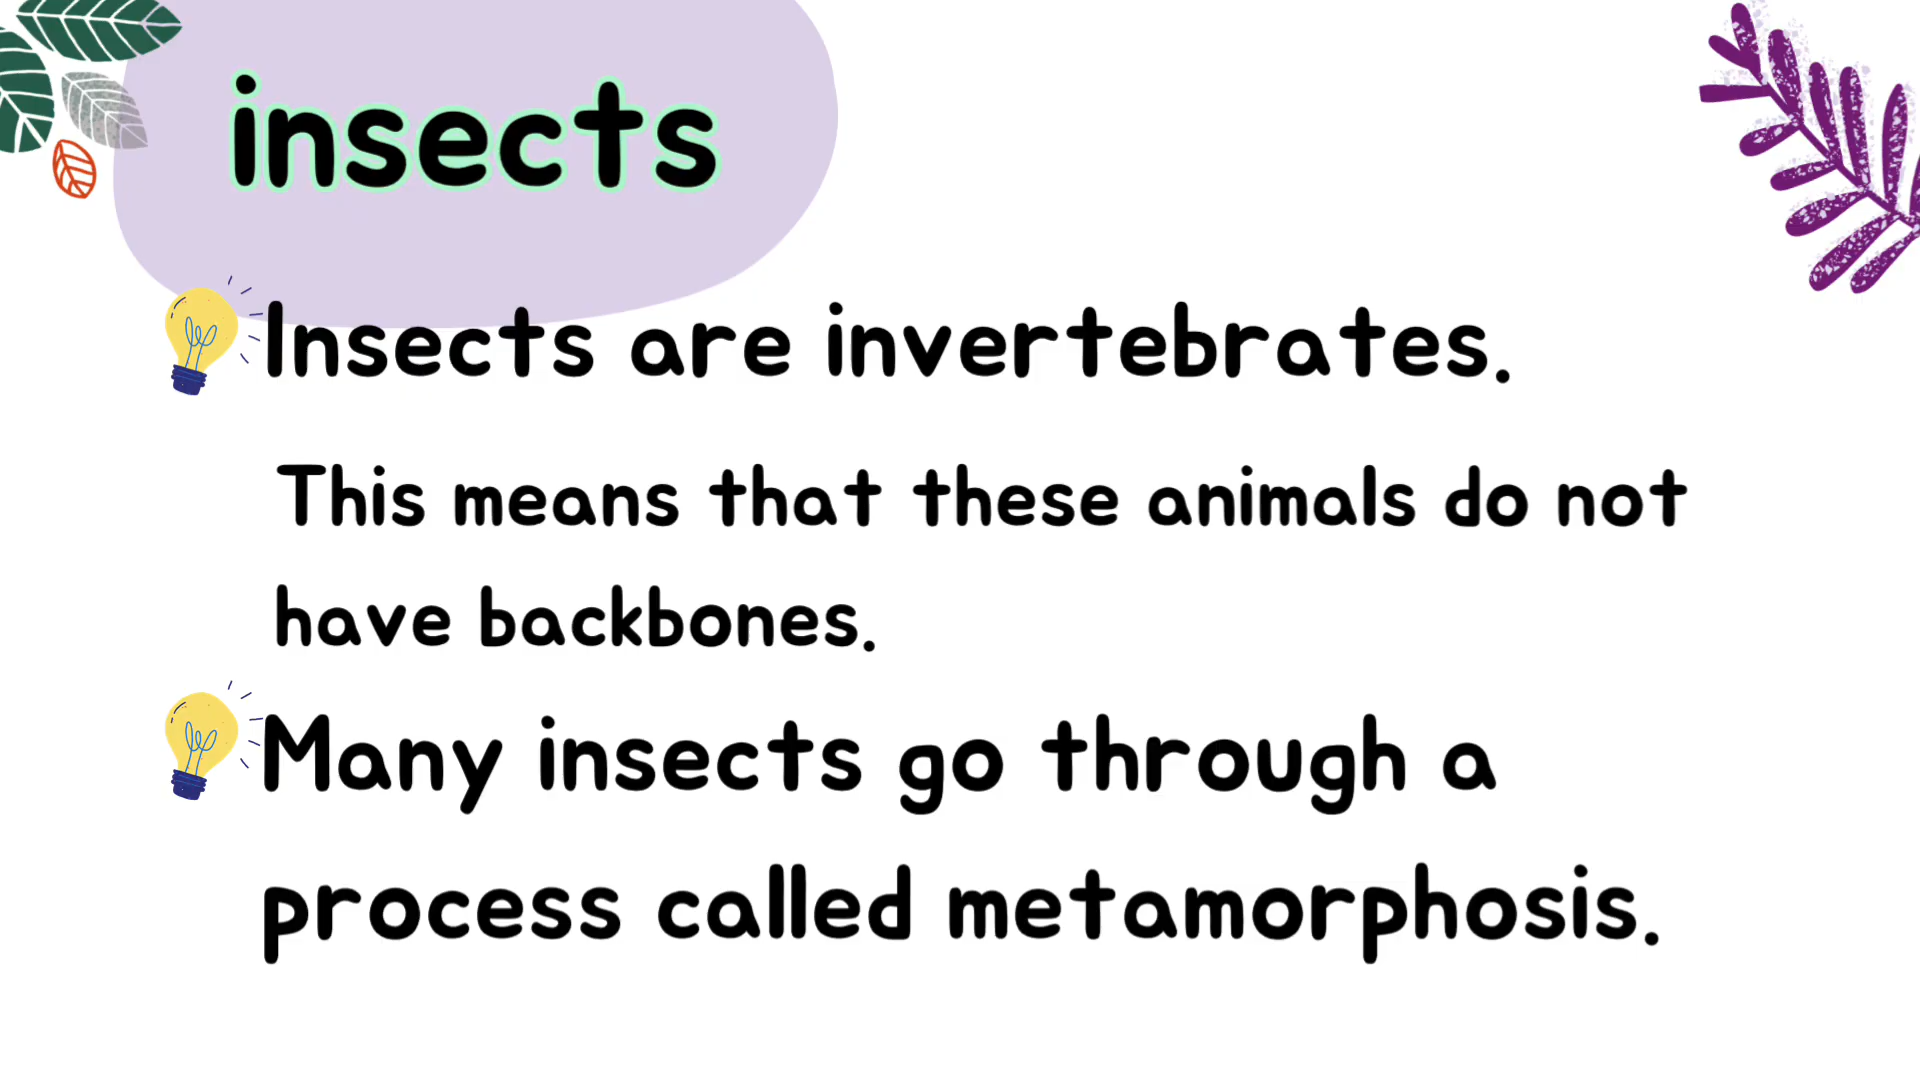 insects
Insects are invertebrates.
This means that these animals do not
have backbones.
Many insects go through a
process called metamorphosis.